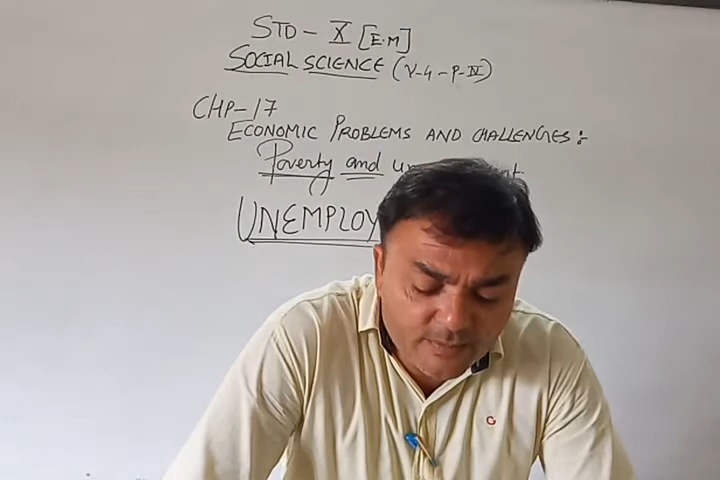 STD - X [E.M]
SOCIAL SCIENCE (V-4-P-IV)
CHP-17
ECONOMIC PROBLEMS AND CHALLENGES:
Poverty and